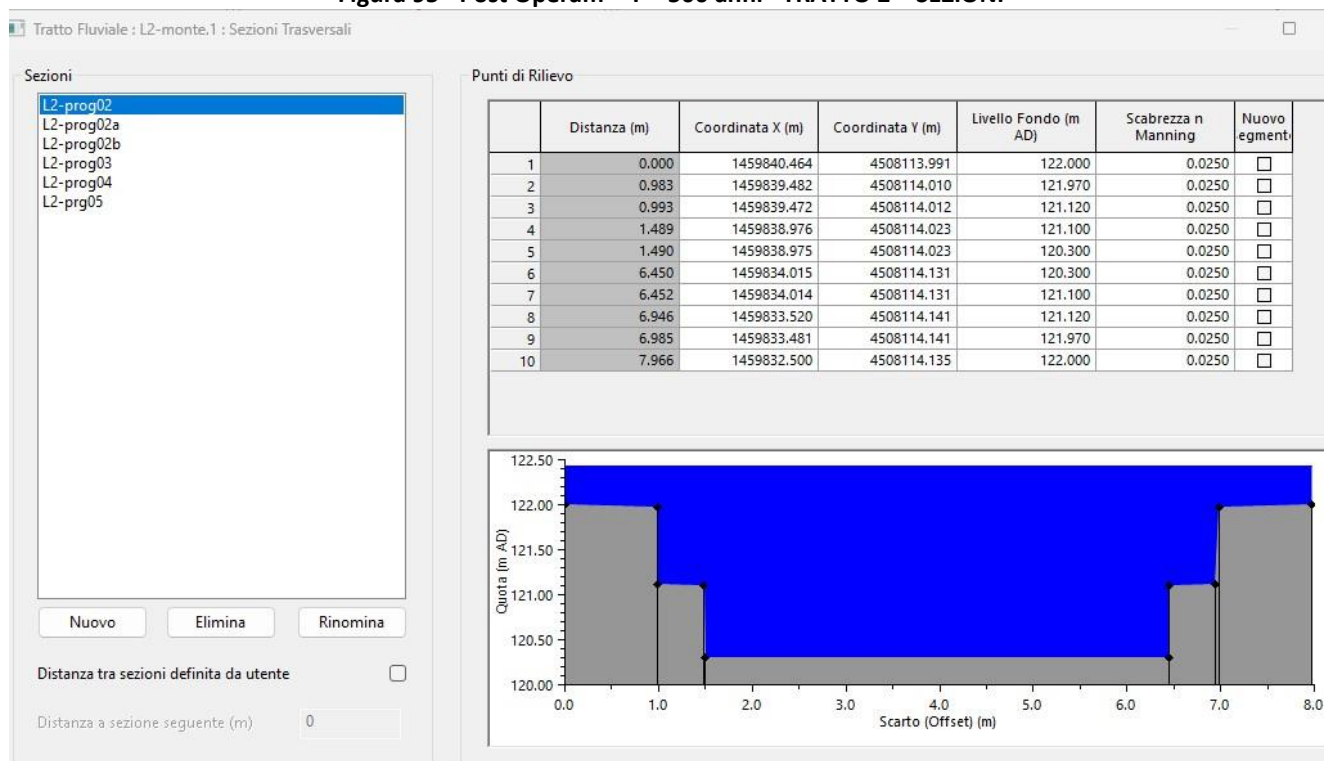 Tratto Fluviale : L2-monte.1 : Sezioni Trasversali
Sezioni
L2-prog02
L2-prog02a
L2-prog02b
L2-prog03
L2-prog04
L2-prg05
Nuovo Elimina Rinomina
Distanza tra sezioni definita da utente
Distanza a sezione seguente (m) 0
Punti di Rilievo
Distanza (m) Coordinata X (m) Coordinata Y (m) Livello Fondo (m AD) Scabrezza n Manning Nuovo egment
1 0.000 1459840.464 4508113.991 122.000 0.0250
2 0.983 1459839.482 4508114.010 121.970 0.0250
3 0.993 1459839.472 4508114.012 121.120 0.0250
4 1.489 1459838.976 4508114.023 121.100 0.0250
5 1.490 1459838.975 4508114.023 120.300 0.0250
6 6.450 1459834.015 4508114.131 120.300 0.0250
7 6.452 1459834.014 4508114.131 121.100 0.0250
8 6.946 1459833.520 4508114.141 121.120 0.0250
9 6.985 1459833.481 4508114.141 121.970 0.0250
10 7.966 1459832.500 4508114.135 122.000 0.0250
Quota (m AD)
122.50
122.00
121.50
121.00
120.50
120.00
0.0 1.0 2.0 3.0 4.0 5.0 6.0 7.0 8.0
Scarto (Offset) (m)